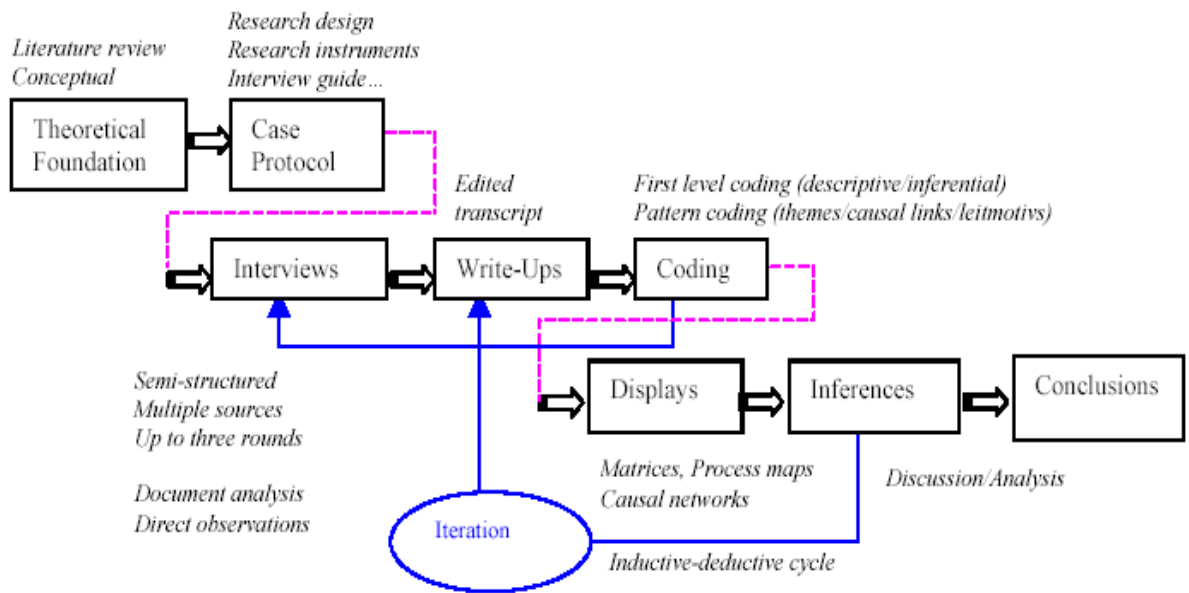 Research design
Literature review
Research instruments
Conceptual
Interview guide...
Theoretical
Foundation
Case
Protocol
Edited
transcript
First level coding (descriptive/inferential)
Pattern coding (themes/causal links/leitmotivs)
Interviews
Write-Ups
Coding
Semi-structured
Multiple sources
Up to three rounds
Document analysis
Direct observations
Displays
Inferences
Conclusions
Matrices, Process maps
Causal networks
Discussion/Analysis
Iteration
Inductive-deductive cycle